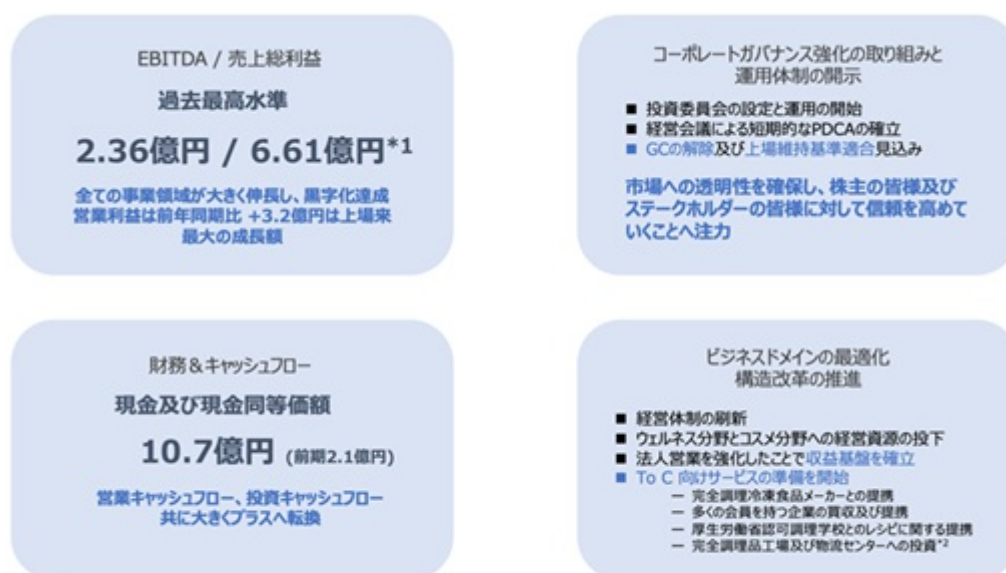 EBITDA / 売上総利益
過去最高水準
2.36億円 / 6.61億円*1
全ての事業領域が大きく伸長し、黒字化達成
営業利益は前年同期比 +3.2億円は上場来
最大の成長額
コーポレートガバナンス強化の取り組みと
運用体制の開示
■ 投資委員会の設定と運用の開始
■ 経営会議による短期的なPDCAの確立
■ GCの解除及び上場維持基準適合見込み
市場への透明性を確保し、株主の皆様及び
ステークホルダーの皆様に対して信頼を高めて
いくことへ注力
財務&キャッシュフロー
現金及び現金同等価額
10.7億円 (前期2.1億円)
営業キャッシュフロー、投資キャッシュフロー
共に大きくプラスへ転換
ビジネスドメインの最適化
構造改革の推進
■ 経営体制の刷新
■ ウェルネス分野とコスメ分野への経営資源の投下
■ 法人営業を強化したことで収益基盤を確立
■ To C 向けサービスの準備を開始
― 完全調理冷凍食品メーカーとの提携
― 多くの会員を持つ企業の買収及び提携
― 厚生労働省認可調理学校とのレシピに関する提携
― 完全調理品工場及び物流センターへの投資*2